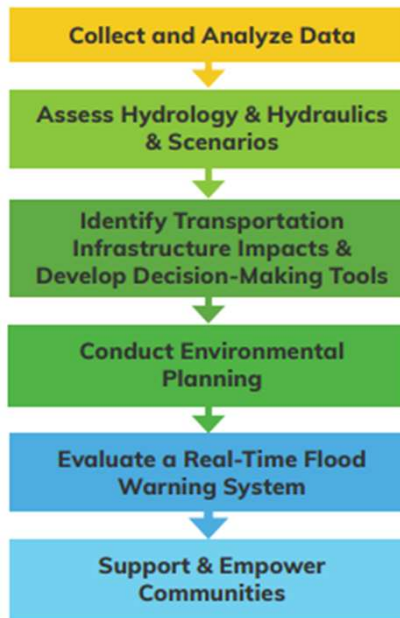 Collect and Analyze Data
Assess Hydrology & Hydraulics
& Scenarios
Identify Transportation
Infrastructure Impacts &
Develop Decision-Making Tools
Conduct Environmental
Planning
Evaluate a Real-Time Flood
Warning System
Support & Empower
Communities